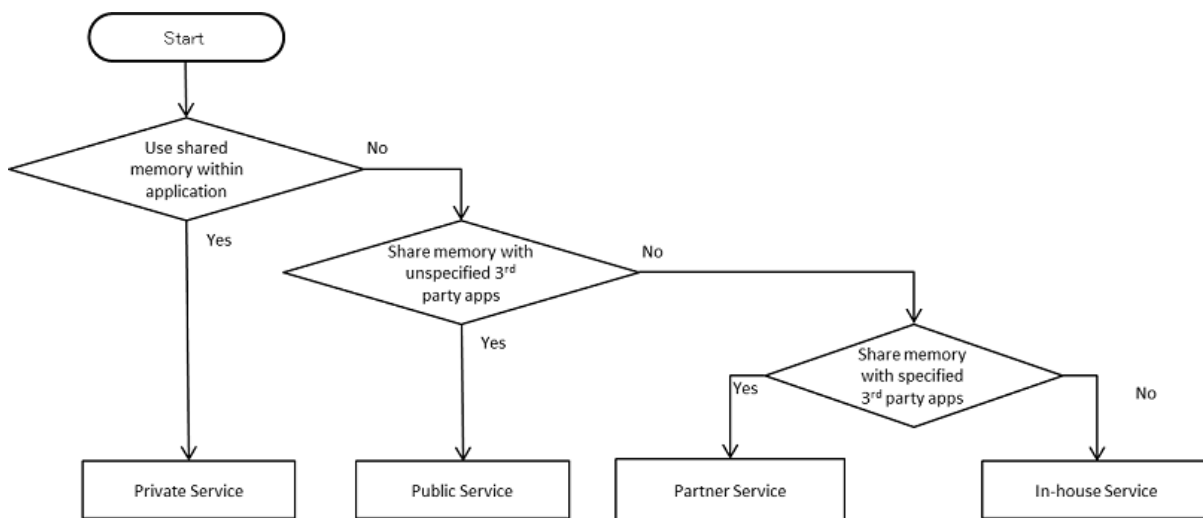 Start
Use shared
memory within
application
No
Yes
Share memory with
unspecified 3rd
party apps
No
Yes
Share memory
with specified
3rd party apps
Yes
No
Private Service
Public Service
Partner Service
In-house Service